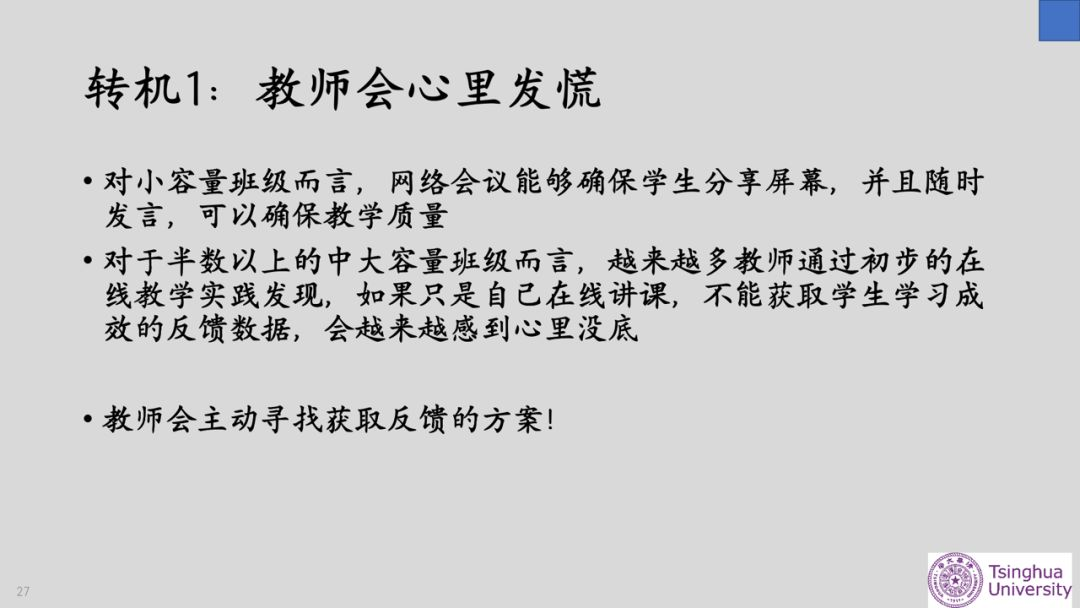 转机1：教师会心里发慌
• 对小容量班级而言，网络会议能够确保学生分享屏幕，并且随时
发言，可以确保教学质量
• 对于半数以上的中大容量班级而言，越来越多教师通过初步的在
线教学实践发现，如果只是自己在线讲课，不能获取学生学习成
效的反馈数据，会越来越感到心里没底
• 教师会主动寻找获取反馈的方案！
27
Tsinghua
University